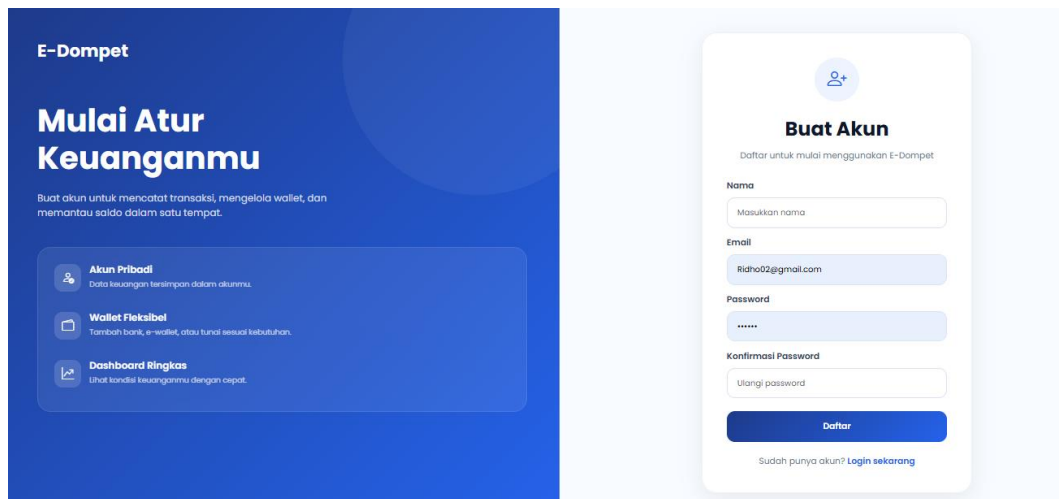 E-Dompet
Mulai Atur
Keuanganmu
Buat akun untuk mencatat transaksi, mengelola wallet, dan
memantau saldo dalam satu tempat.
Akun Pribadi
Data keuangan tersimpan dalam akunmu.
Wallet Fleksibel
Tambah bank, e-wallet, atau tunai sesuai kebutuhan.
Dashboard Ringkas
Lihat kondisi keuanganmu dengan cepat.
Buat Akun
Daftar untuk mulai menggunakan E-Dompet
Nama
Masukkan nama
Email
Ridho02@gmail.com
Password
••••••
Konfirmasi Password
Ulangi password
Daftar
Sudah punya akun? Login sekarang